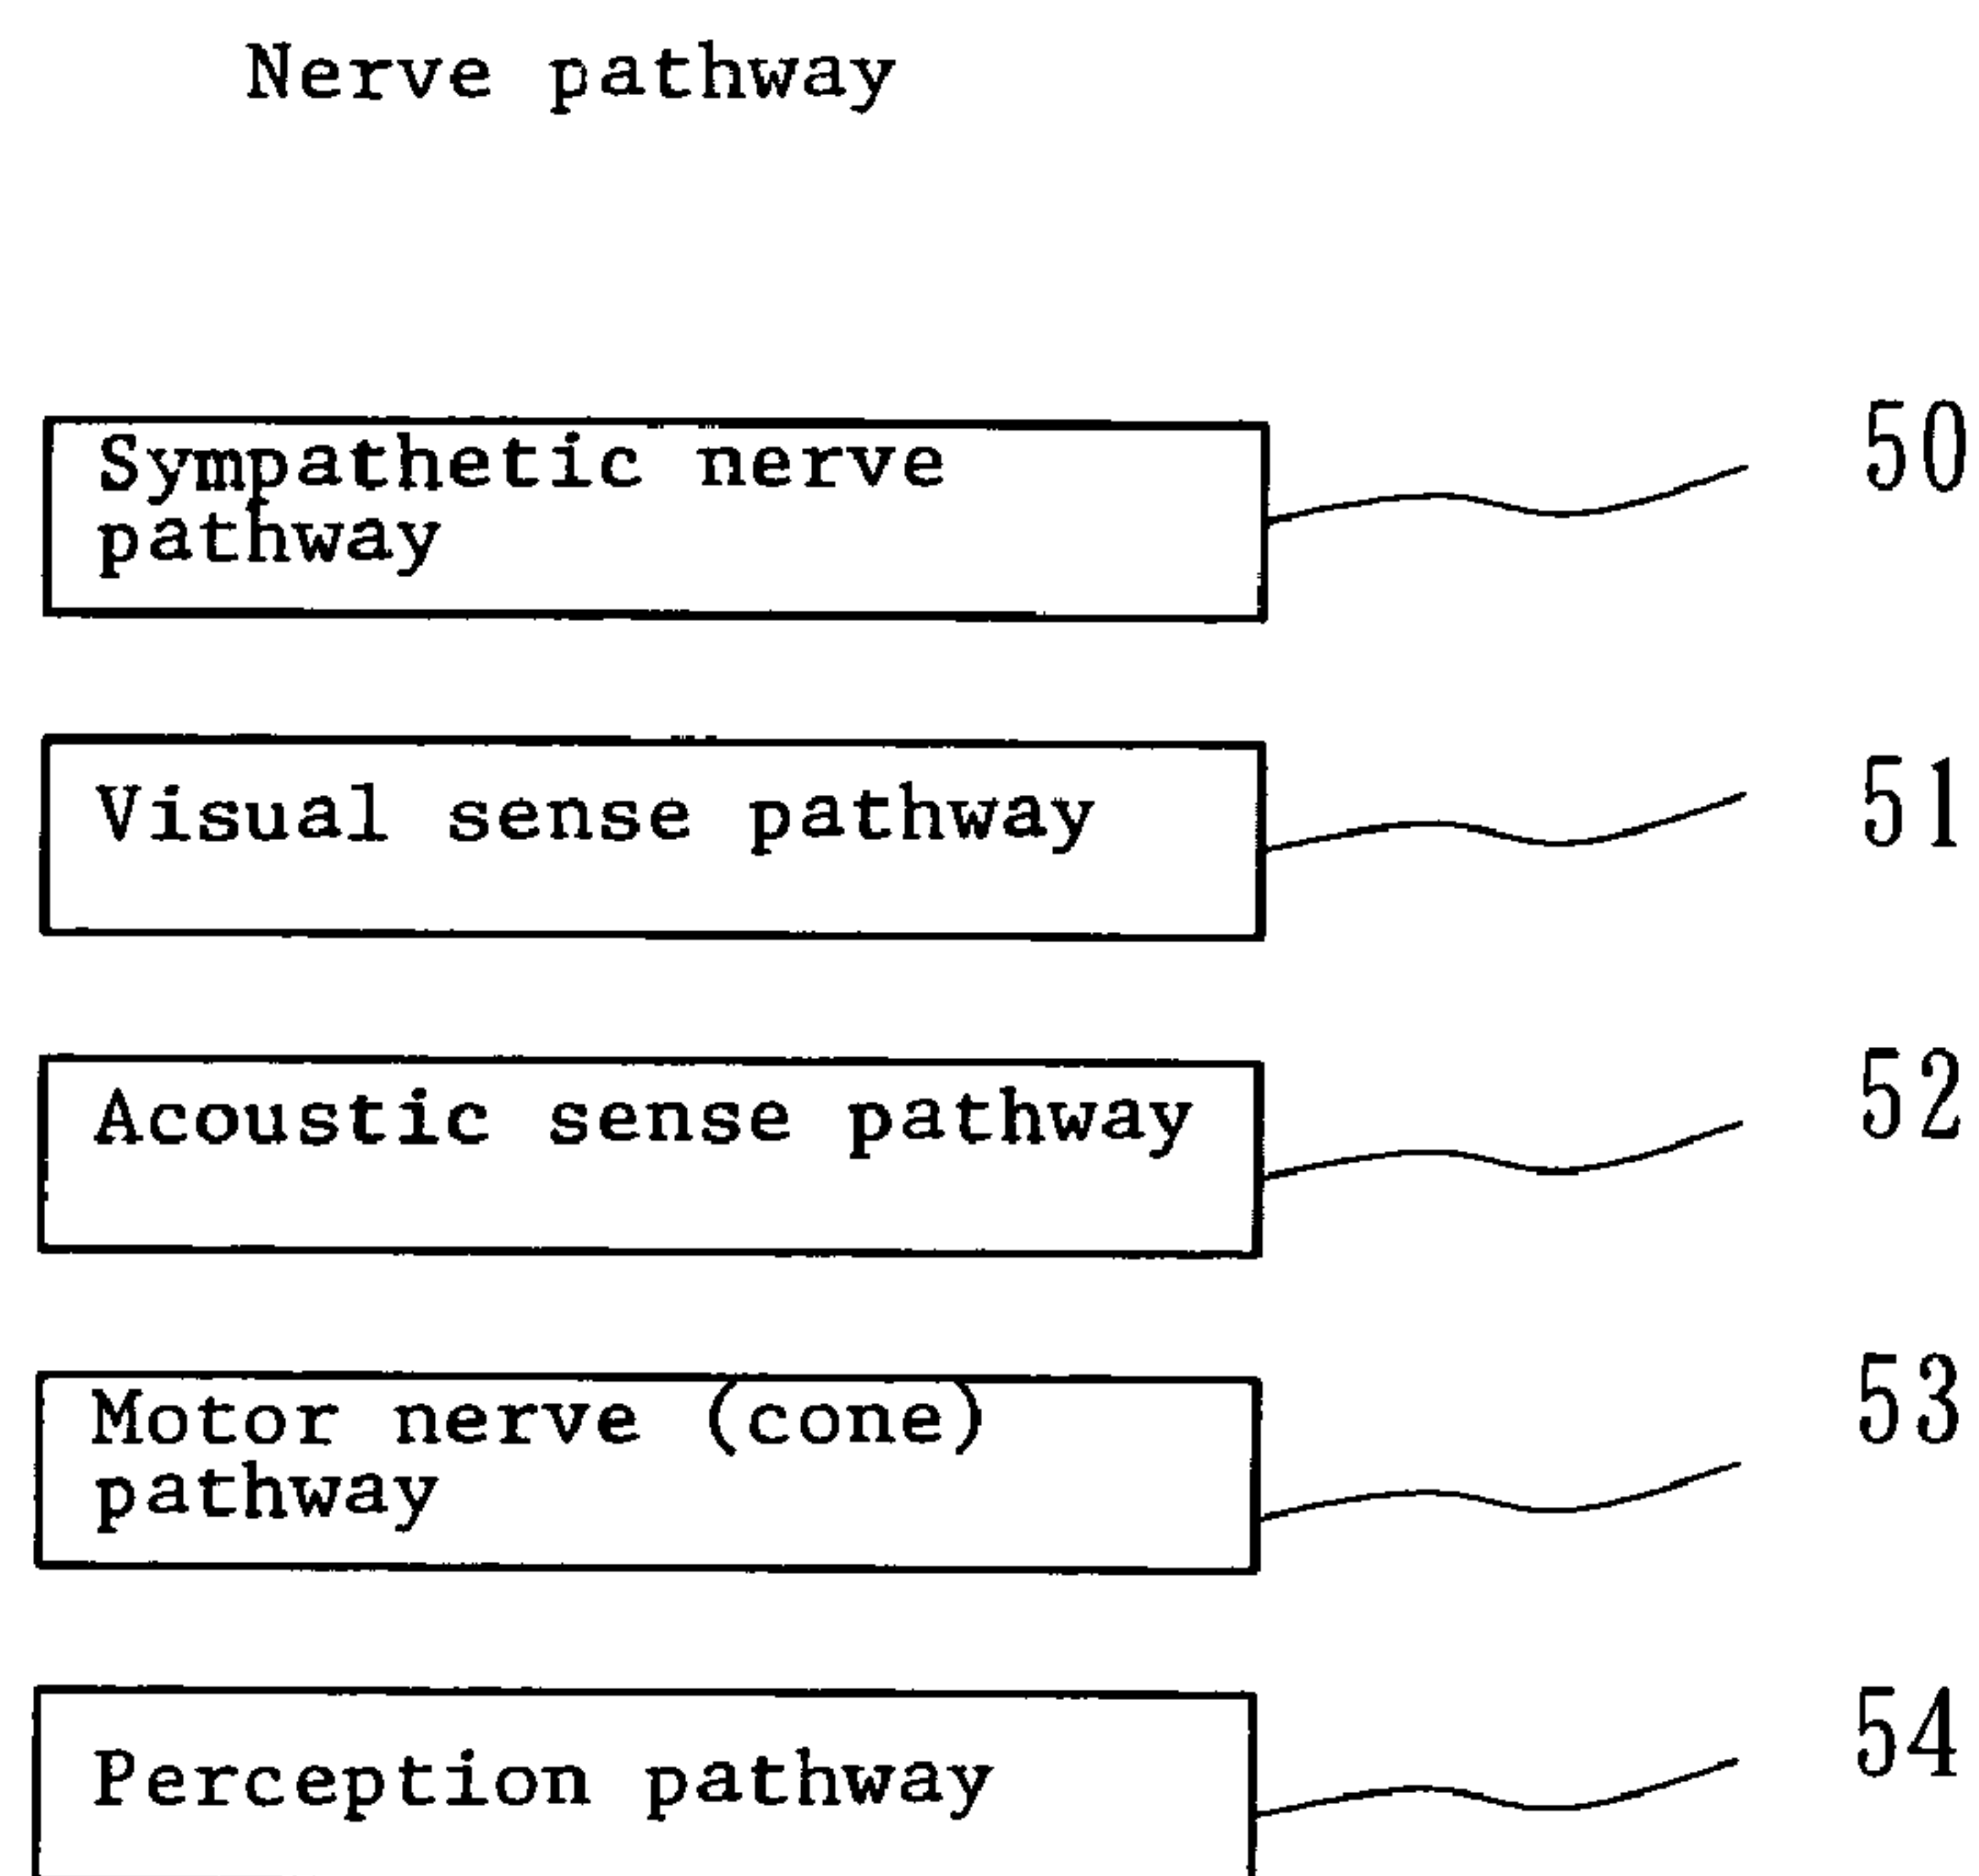 Nerve pathway
Sympathetic nerve 50
pathway
Visual sense pathway 51
Acoustic sense pathway 52
Motor nerve (cone) 53
pathway
Perception pathway 54